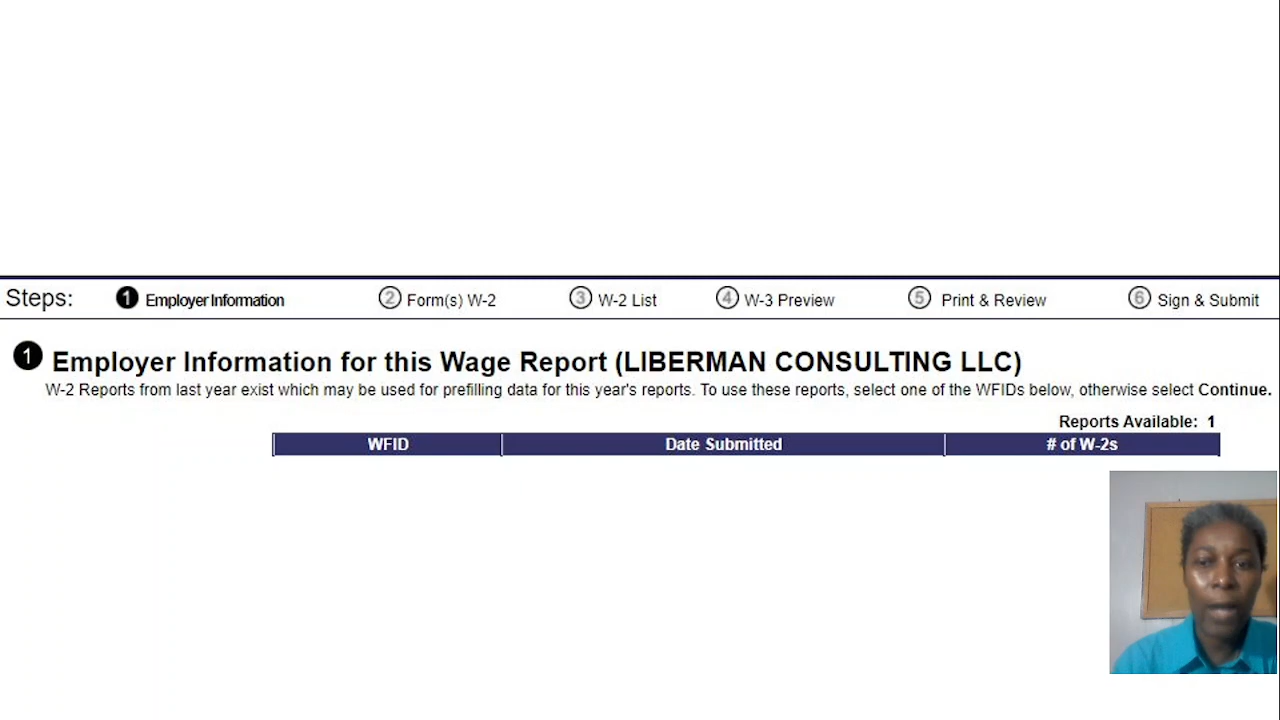 Steps: 1 Employer Information 2 Form(s) W-2 3 W-2 List 4 W-3 Preview 5 Print & Review 6 Sign & Submit
1 Employer Information for this Wage Report (LIBERMAN CONSULTING LLC)
W-2 Reports from last year exist which may be used for prefilling data for this year's reports. To use these reports, select one of the WFIDs below, otherwise select Continue.
Reports Available: 1
WFID Date Submitted # of W-2s